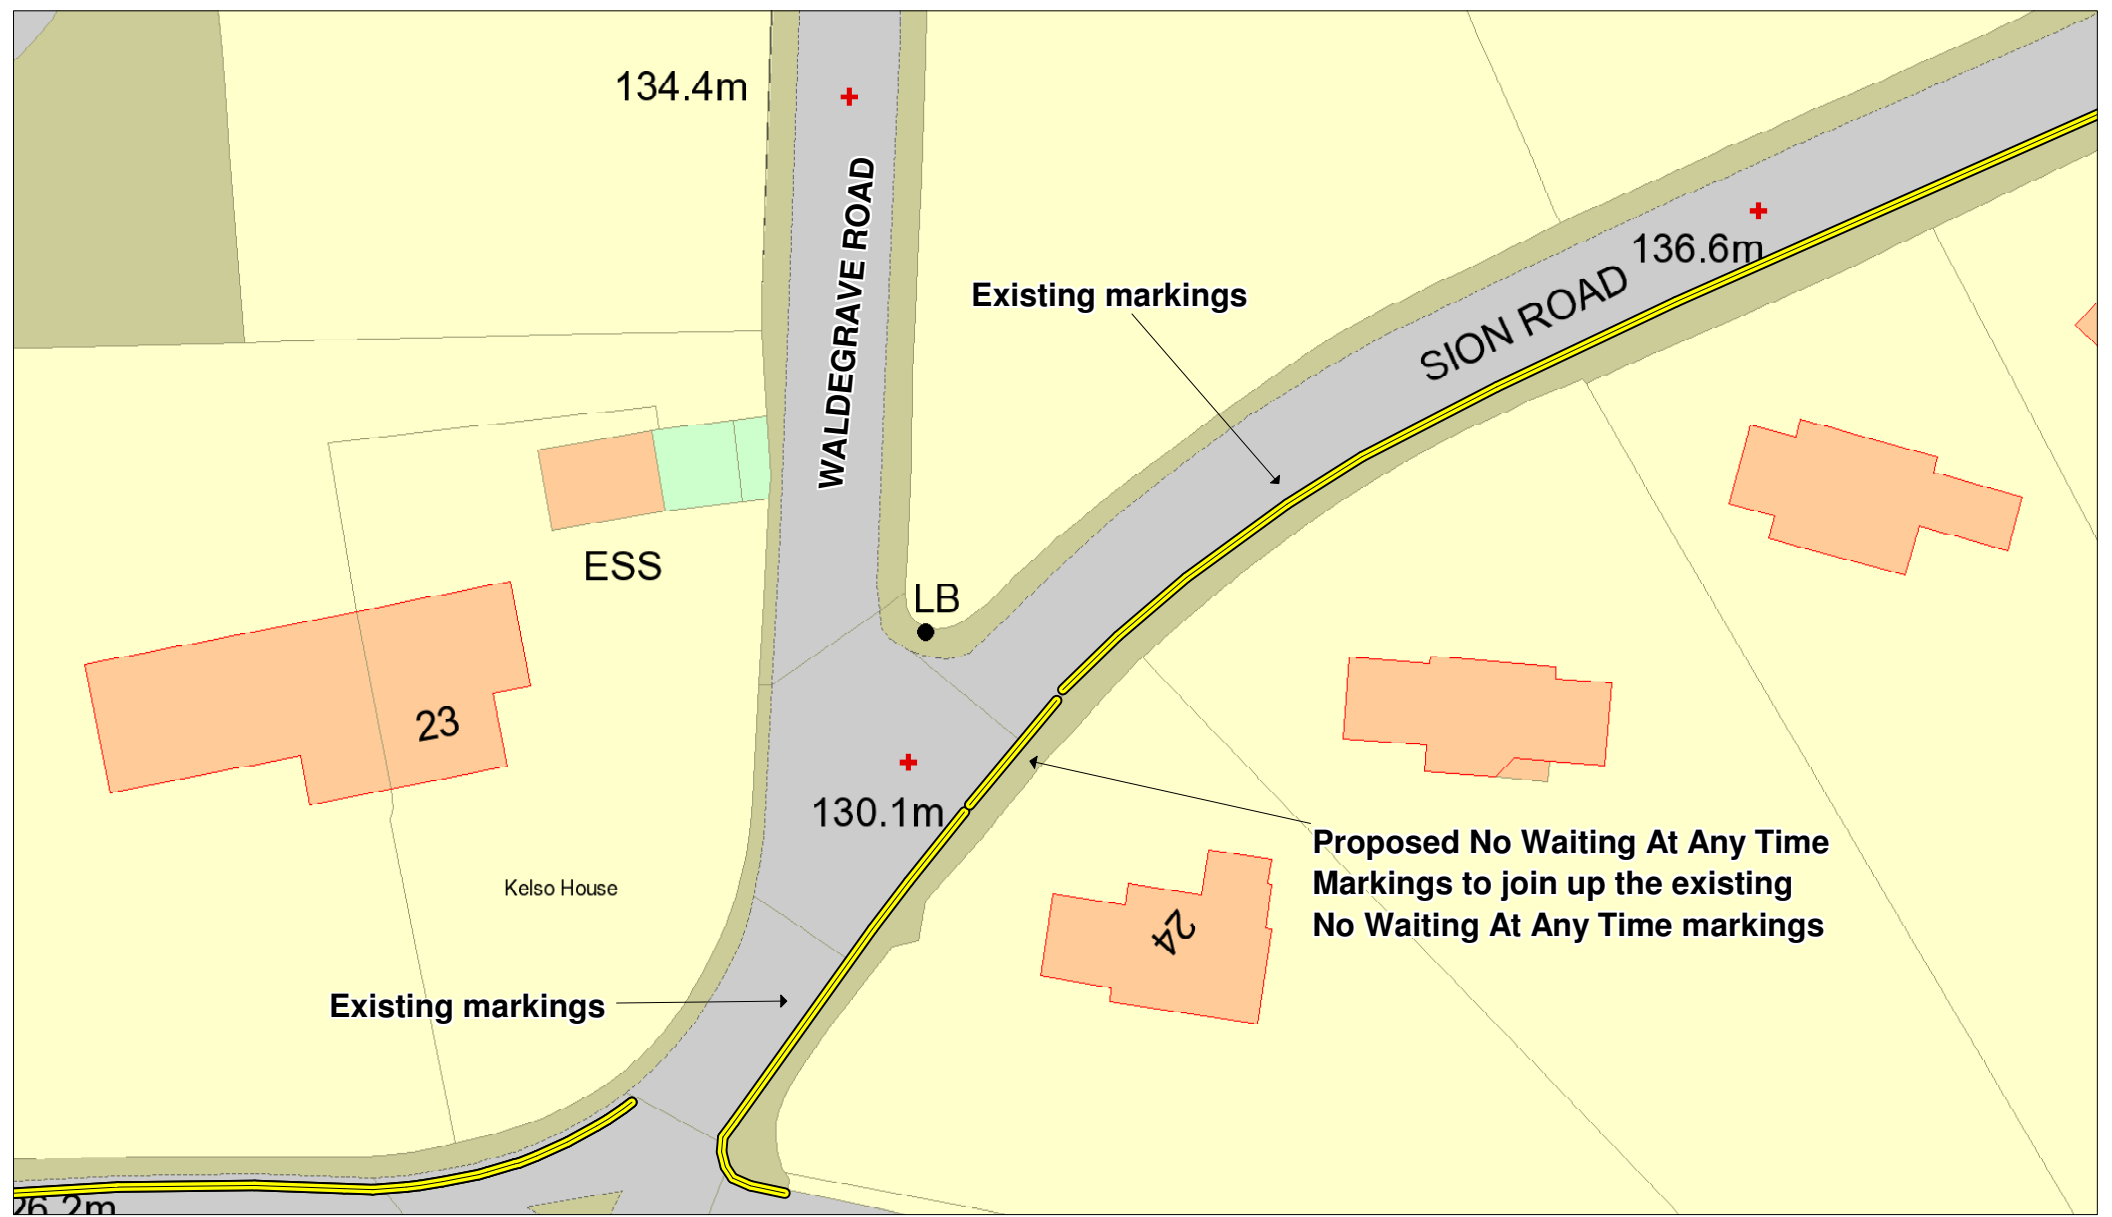 134.4m
WALDEGRAVE ROAD
136.6m
SION ROAD
Existing markings
ESS
LB
23
130.1m
Proposed No Waiting At Any Time
Markings to join up the existing
No Waiting At Any Time markings
Kelso House
24
Existing markings
26.2m